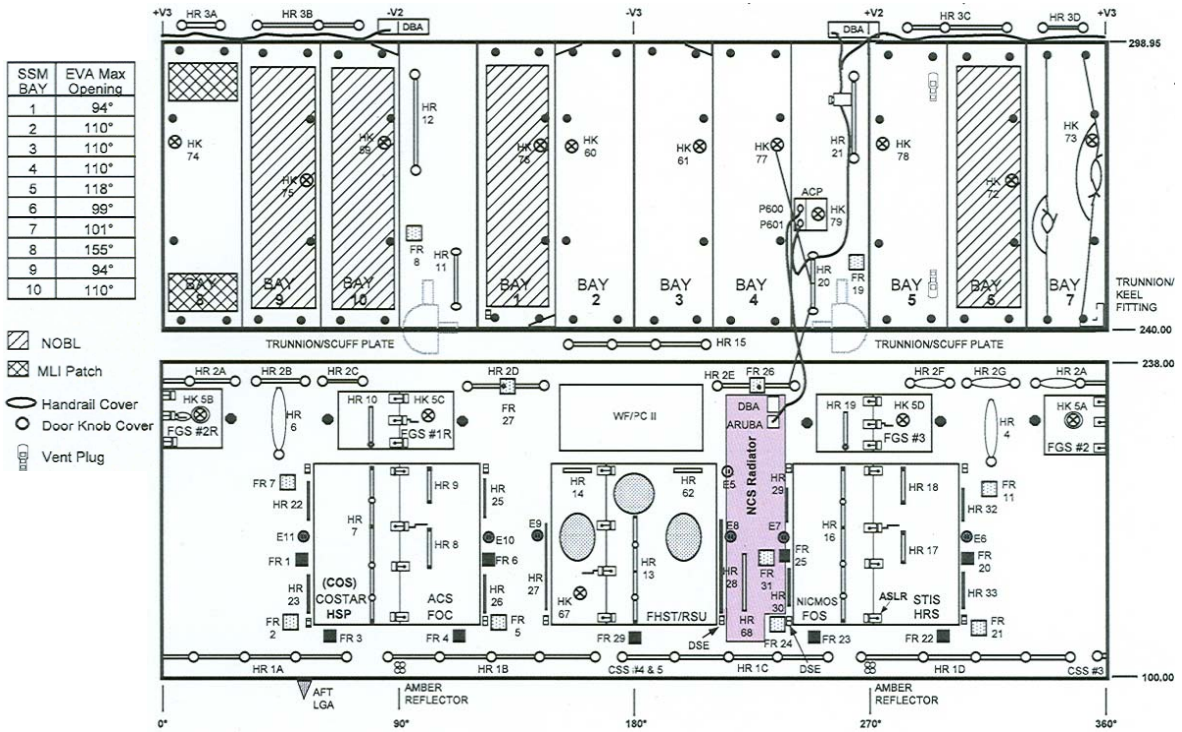 +V3
HR 3A
HR 3B
-V2
DBA
-V3
DBA
+V2
HR 3C
HR 3D
+V3
298.95
SSM BAY
EVA Max Opening
1 94°
2 110°
3 110°
4 110°
5 118°
6 99°
7 101°
8 155°
9 94°
10 110°
HK 74
HK 75
HK 59
HR 12
HK 76
HK 60
HK 61
HK 77
HR 21
HK 78
HK 72
HK 73
ACP
P600
P601
HK 79
FR 8
HR 11
HR 20
FR 19
BAY 8
BAY 9
BAY 10
BAY 1
BAY 2
BAY 3
BAY 4
BAY 5
BAY 6
BAY 7
TRUNNION/ KEEL FITTING
240.00
NOBL
MLI Patch
Handrail Cover
Door Knob Cover
Vent Plug
TRUNNION/SCUFF PLATE
HR 15
TRUNNION/SCUFF PLATE
238.00
HR 2A
HR 2B
HR 2C
HR 2D
HR 2E
FR 26
HR 2F
HR 2G
HR 2A
HK 5B
FGS #2R
HR 6
HR 10
HK 5C
FGS #1R
FR 27
WF/PC II
DBA
ARUBA
HR 19
HK 5D
FGS #3
HR 4
HK 5A
FGS #2
FR 7
HR 22
HR 7
HR 9
HR 25
HR 14
HR 62
E5
NCS Radiator
HR 29
HR 18
FR 11
HR 32
E11
HR 8
E10
E9
HR 13
E8
E7
HR 16
HR 17
E6
FR 1
FR 6
FR 25
FR 20
HR 23
(COS) COSTAR HSP
ACS FOC
HR 26
HR 27
HK 67
FHST/RSU
HR 28
FR 31
HR 30
NICMOS FOS
ASLR
STIS HRS
HR 33
FR 2
FR 3
FR 4
FR 5
FR 29
DSE
HR 68
FR 24
FR 23
FR 22
FR 21
HR 1A
HR 1B
CSS #4 & 5
HR 1C
DSE
HR 1D
CSS #3
100.00
AFT LGA
AMBER REFLECTOR
AMBER REFLECTOR
0°
90°
180°
270°
360°